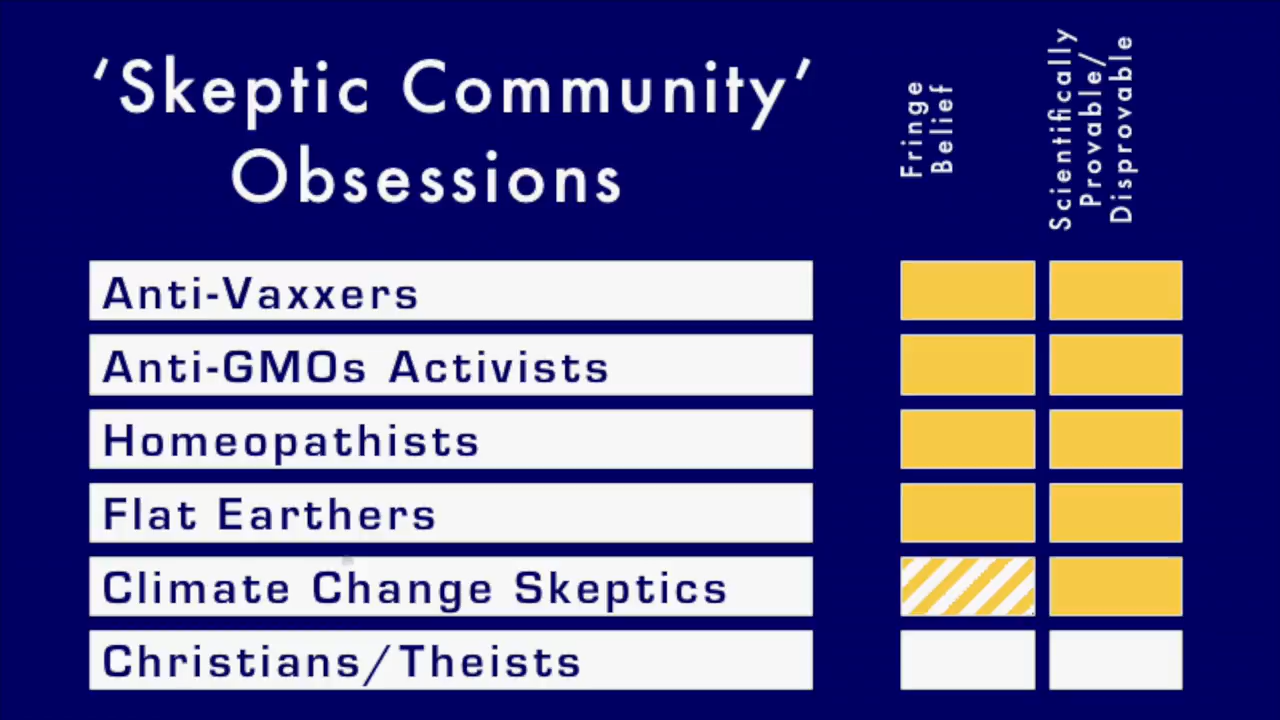 ‘Skeptic Community’
Obsessions
Fringe
Belief
Scientifically
Provable/
Disprovable
Anti-Vaxxers
Anti-GMOs Activists
Homeopathists
Flat Earthers
Climate Change Skeptics
Christians/Theists